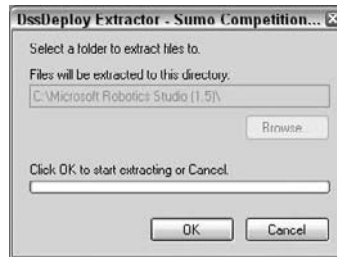 DssDeploy Extractor - Sumo Competition...
Select a folder to extract files to.
Files will be extracted to this directory.
C:\Microsoft Robotics Studio (1.5)\
Browse...
Click OK to start extracting or Cancel.
OK
Cancel